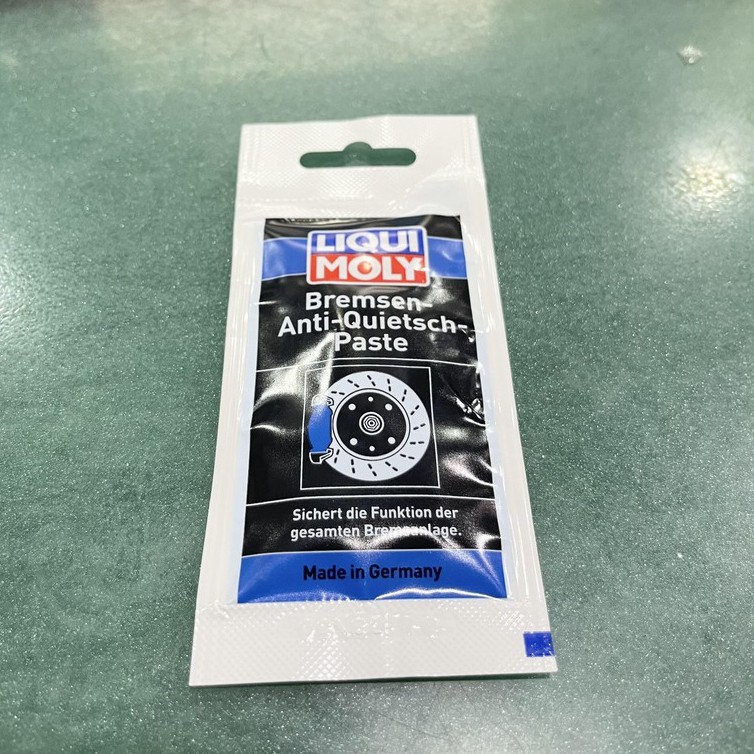 LIQUI
MOLY
Bremsen-
Anti-Quietsch-
Paste
Sichert die Funktion der
gesamten Bremsanlage.
Made in Germany